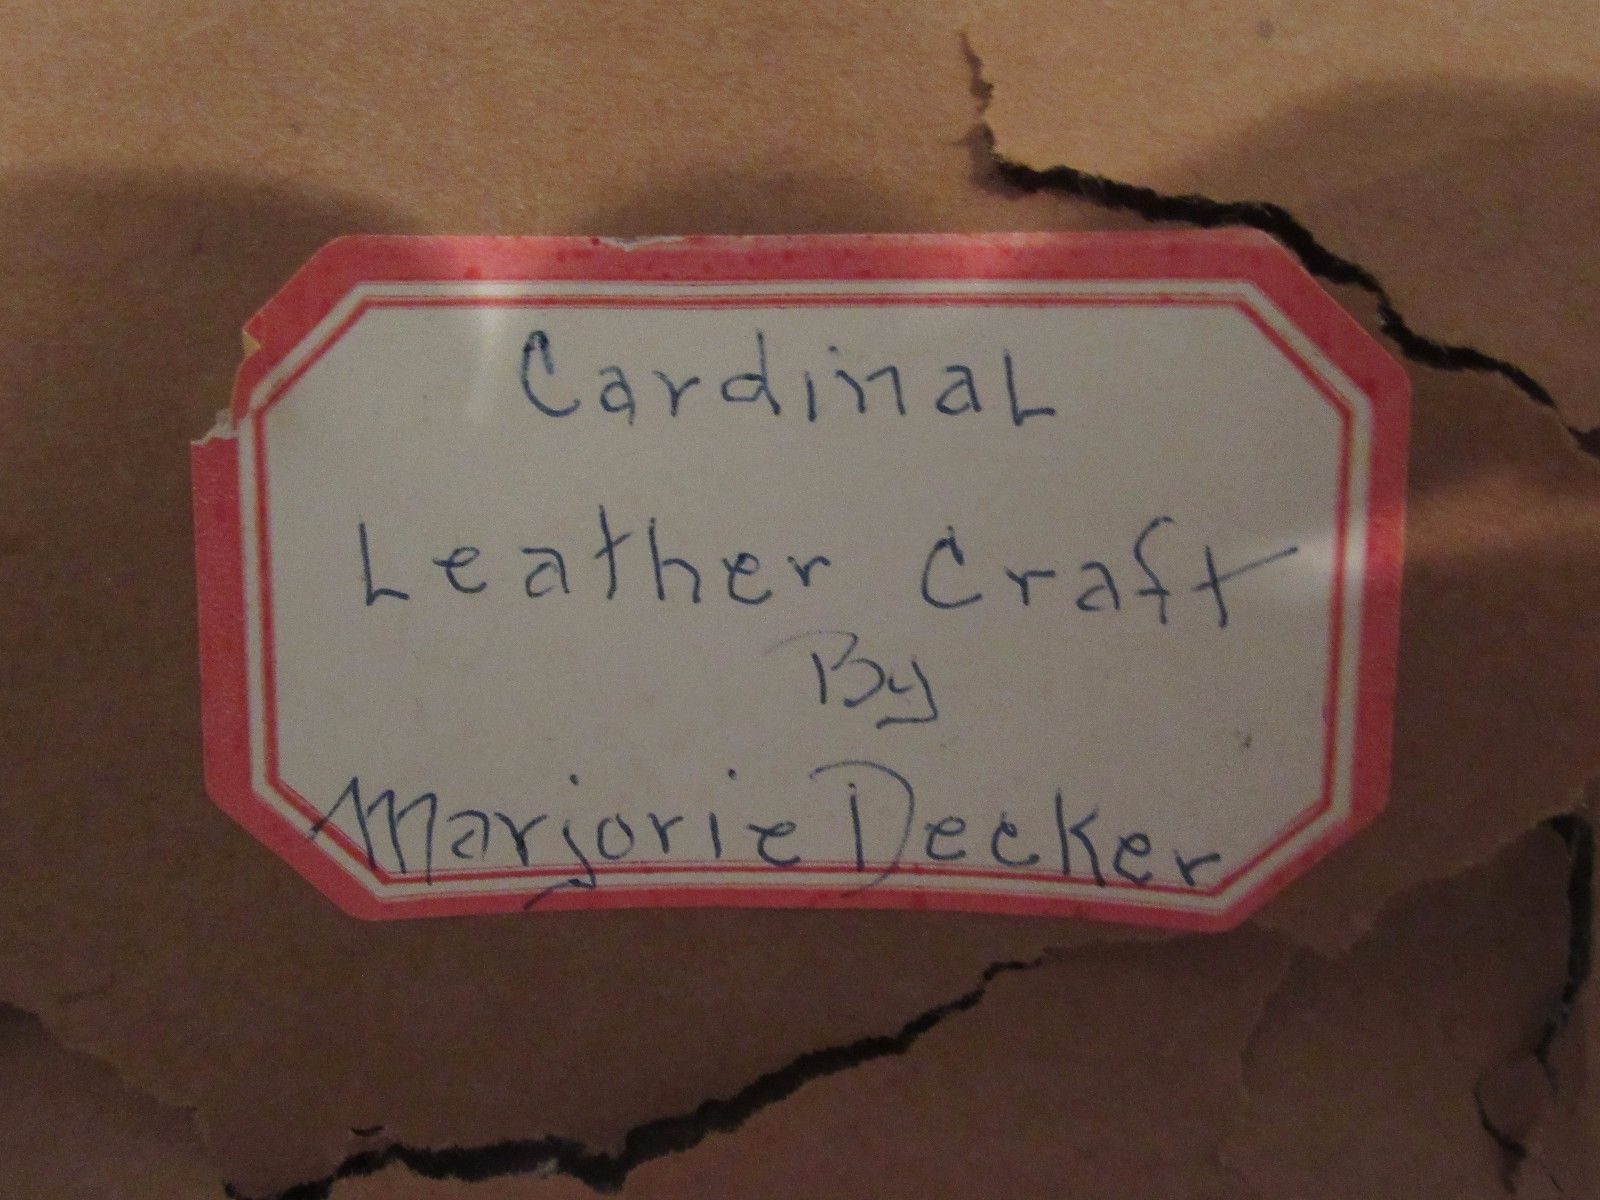 Cardinal
Leather Craft
By
Marjorie Decker